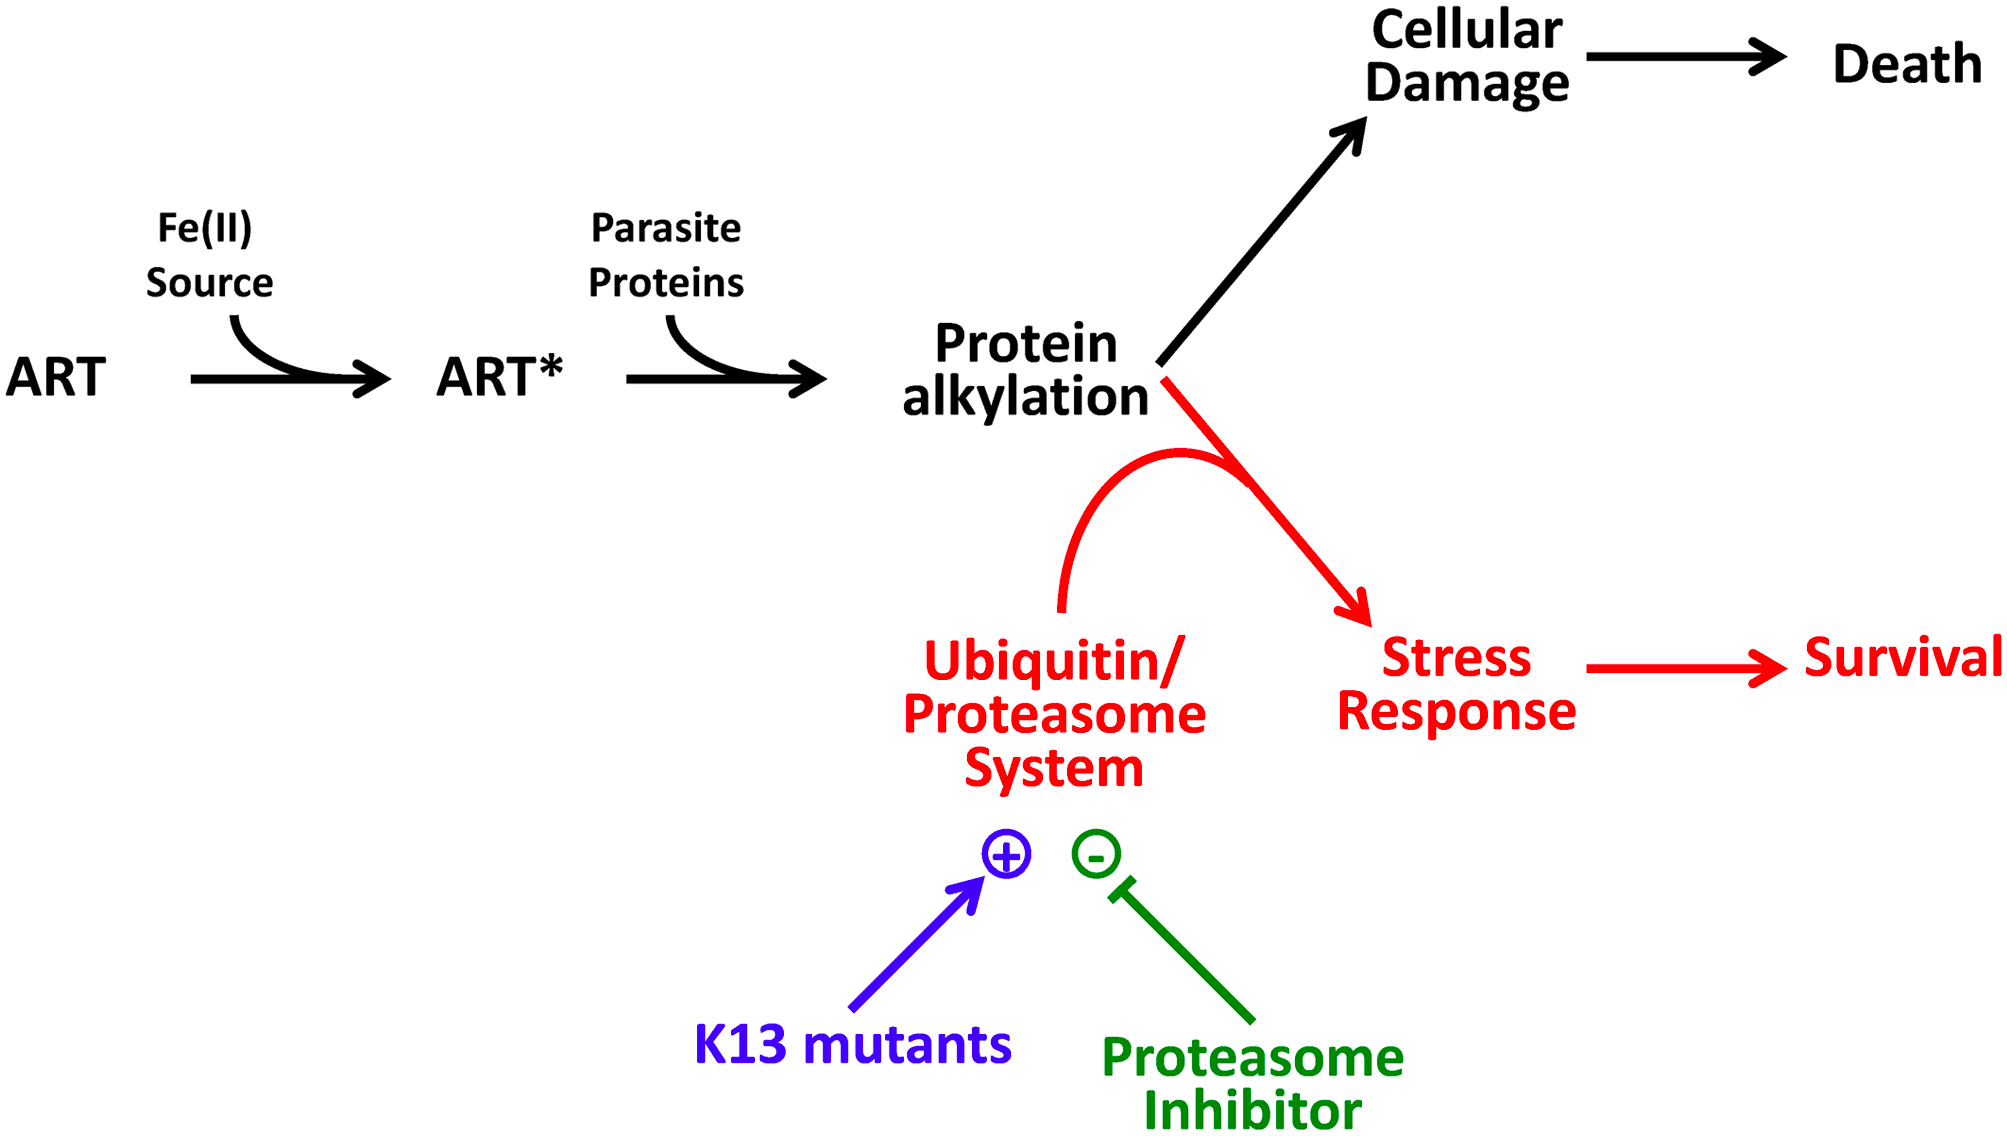 Cellular
Damage
Death
Fe(II)
Source
Parasite
Proteins
ART
ART*
Protein
alkylation
Ubiquitin/
Proteasome
System
Stress
Response
Survival
+
-
K13 mutants
Proteasome
Inhibitor